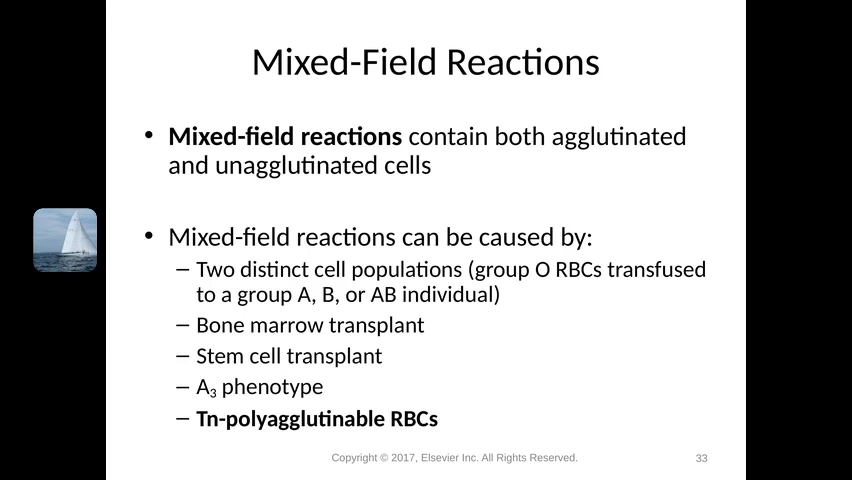 Mixed-Field Reactions
• Mixed-field reactions contain both agglutinated
and unagglutinated cells
• Mixed-field reactions can be caused by:
– Two distinct cell populations (group O RBCs transfused
to a group A, B, or AB individual)
– Bone marrow transplant
– Stem cell transplant
– A₃ phenotype
– Tn-polyagglutinable RBCs
Copyright © 2017, Elsevier Inc. All Rights Reserved.
33